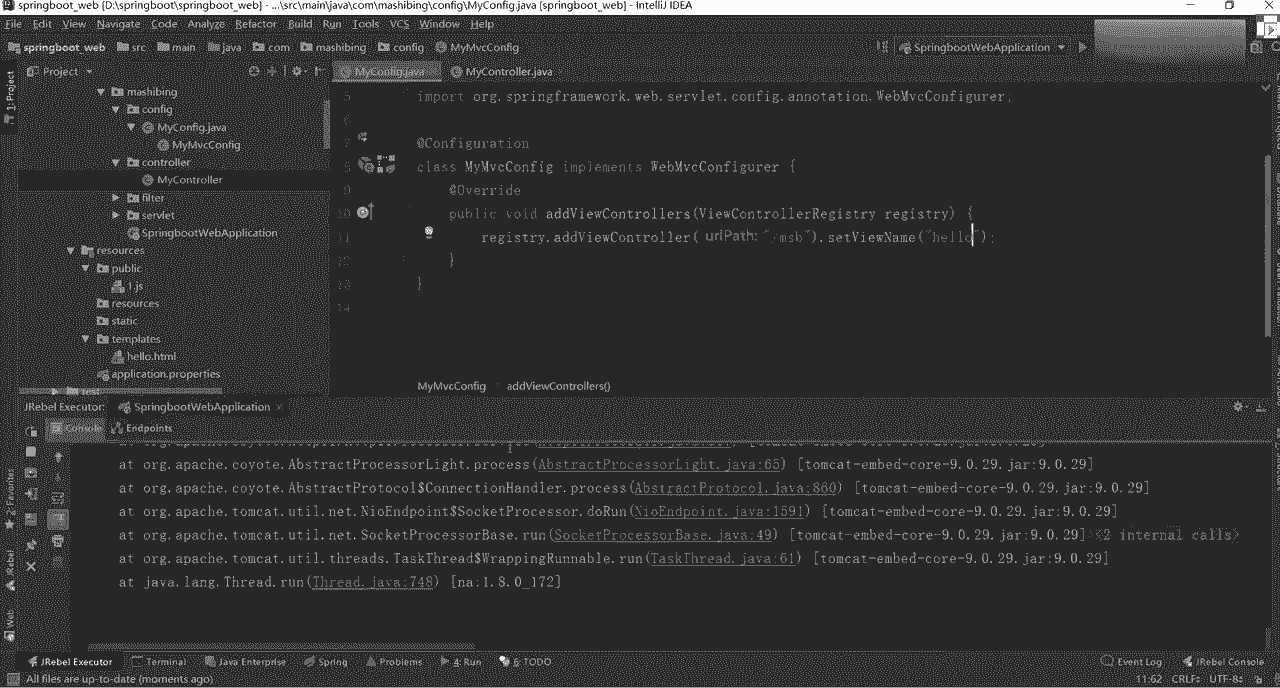 springboot_web [D:\springboot\springboot_web] - ...\src\main\java\com\mashibing\config\MyConfig.java [springboot_web] - IntelliJ IDEA
File Edit View Navigate Code Analyze Refactor Build Run Tools VCS Window Help
springboot_web src main java com mashibing config MyMvcConfig SpringbootWebApplication
Project MyConfig.java MyController.java
1: Project
mashibing
config
MyConfig.java
MyMvcConfig
controller
MyController
filter
servlet
SpringbootWebApplication
resources
public
1.js
resources
static
templates
hello.html
application.properties
test
import org.springframework.web.servlet.config.annotation.WebMvcConfigurer;
6
7
@Configuration
8 class MyMvcConfig implements WebMvcConfigurer {
9 @Override
10 public void addViewControllers(ViewControllerRegistry registry) {
11 registry.addViewController( urlPath: "/msb").setViewName("hello");
12 }
13 }
14
MyMvcConfig addViewControllers()
JRebel Executor: SpringbootWebApplication ×
Console Endpoints
at org.apache.coyote.AbstractProcessorLight.process(AbstractProcessorLight.java:65) [tomcat-embed-core-9.0.29.jar:9.0.29]
at org.apache.coyote.AbstractProtocol$ConnectionHandler.process(AbstractProtocol.java:860) [tomcat-embed-core-9.0.29.jar:9.0.29]
at org.apache.tomcat.util.net.NioEndpoint$SocketProcessor.doRun(NioEndpoint.java:1591) [tomcat-embed-core-9.0.29.jar:9.0.29]
at org.apache.tomcat.util.net.SocketProcessorBase.run(SocketProcessorBase.java:49) [tomcat-embed-core-9.0.29.jar:9.0.29] <2 internal calls>
at org.apache.tomcat.util.threads.TaskThread$WrappingRunnable.run(TaskThread.java:61) [tomcat-embed-core-9.0.29.jar:9.0.29]
at java.lang.Thread.run(Thread.java:748) [na:1.8.0_172]
2: Favorites
JRebel
Web
JRebel Executor Terminal Java Enterprise Spring Problems 4: Run 6: TODO Event Log JRebel Console
All files are up-to-date (moments ago) 11:62 CRLF UTF-8